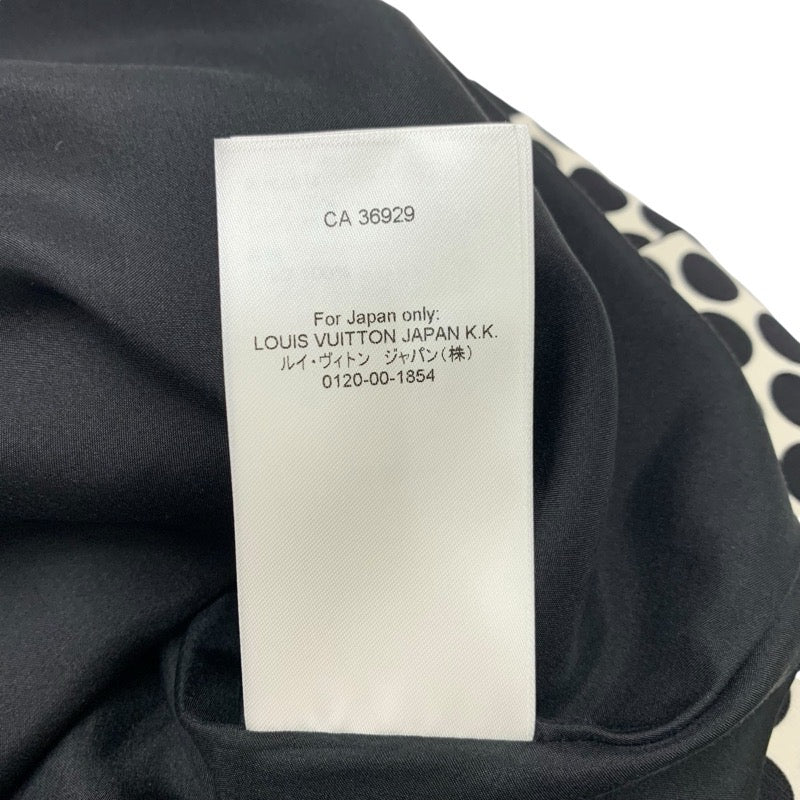 CA 36929
For Japan only:
LOUIS VUITTON JAPAN K.K.
ルイ・ヴィトン ジャパン(株)
0120-00-1854